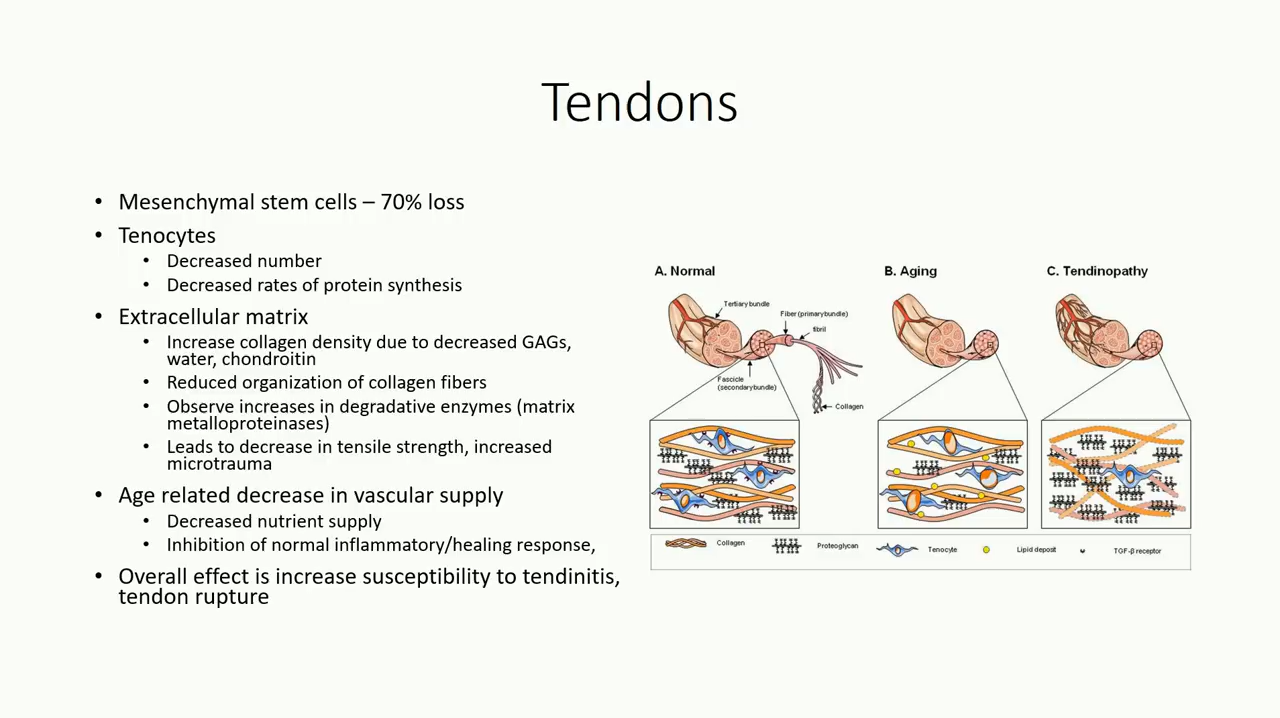 Tendons
• Mesenchymal stem cells – 70% loss
• Tenocytes
• Decreased number
• Decreased rates of protein synthesis
• Extracellular matrix
• Increase collagen density due to decreased GAGs,
water, chondroitin
• Reduced organization of collagen fibers
• Observe increases in degradative enzymes (matrix
metalloproteinases)
• Leads to decrease in tensile strength, increased
microtrauma
• Age related decrease in vascular supply
• Decreased nutrient supply
• Inhibition of normal inflammatory/healing response,
• Overall effect is increase susceptibility to tendinitis,
tendon rupture
A. Normal
Tertiary bundle
Fiber (primary bundle)
fibril
Fascicle
(secondary bundle)
Collagen
B. Aging
C. Tendinopathy
Collagen
Proteoglycan
Tenocyte
Lipid deposit
TGF-β receptor